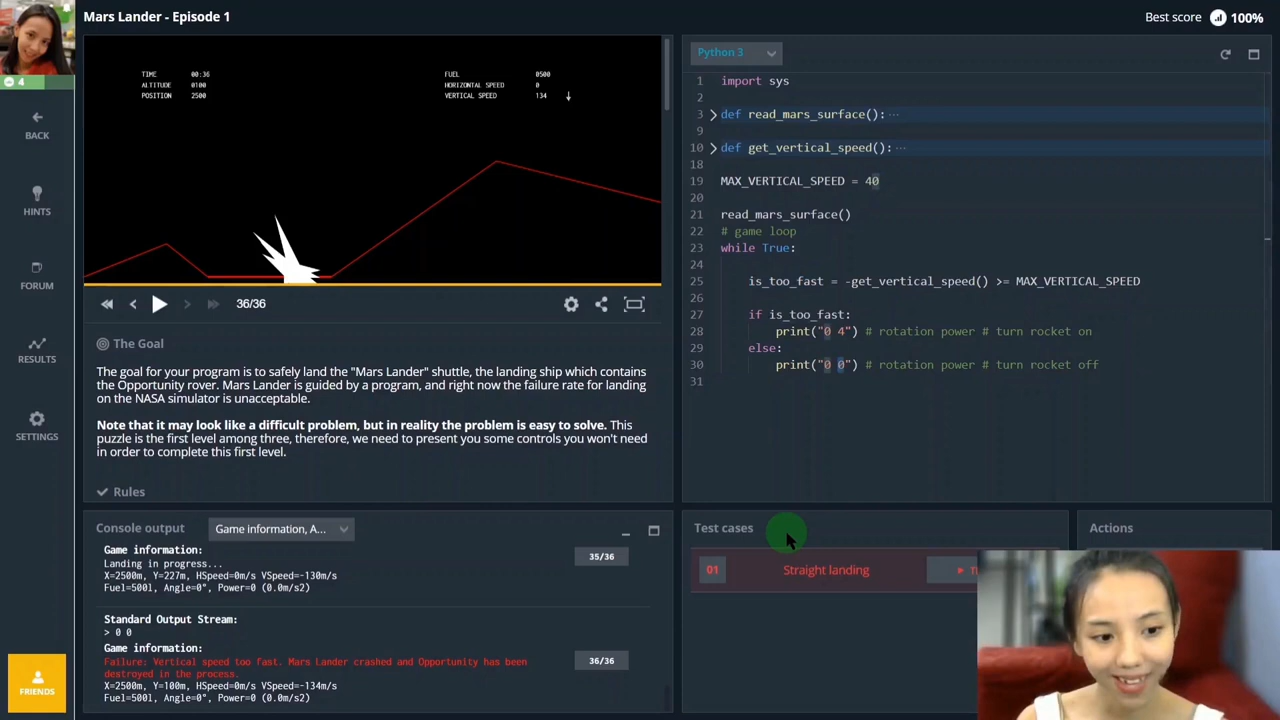 Mars Lander - Episode 1
Best score 100%
4
BACK
HINTS
FORUM
RESULTS
SETTINGS
FRIENDS
TIME 00:36
ALTITUDE 0100
POSITION 2500
FUEL 0500
HORIZONTAL SPEED 0
VERTICAL SPEED 134
36/36
The Goal
The goal for your program is to safely land the "Mars Lander" shuttle, the landing ship which contains
the Opportunity rover. Mars Lander is guided by a program, and right now the failure rate for landing
on the NASA simulator is unacceptable.
Note that it may look like a difficult problem, but in reality the problem is easy to solve. This
puzzle is the first level among three, therefore, we need to present you some controls you won't need
in order to complete this first level.
Rules
Console output Game information, A...
Game information:
Landing in progress...
X=2500m, Y=227m, HSpeed=0m/s VSpeed=-130m/s
Fuel=500l, Angle=0°, Power=0 (0.0m/s2)
35/36
Standard Output Stream:
> 0 0
Game information:
Failure: Vertical speed too fast. Mars Lander crashed and Opportunity has been
destroyed in the process.
X=2500m, Y=100m, HSpeed=0m/s VSpeed=-134m/s
Fuel=500l, Angle=0°, Power=0 (0.0m/s2)
36/36
Python 3
1 import sys
2
3 def read_mars_surface(): ...
9
10 def get_vertical_speed(): ...
18
19 MAX_VERTICAL_SPEED = 40
20
21 read_mars_surface()
22 # game loop
23 while True:
24
25 is_too_fast = -get_vertical_speed() >= MAX_VERTICAL_SPEED
26
27 if is_too_fast:
28 print("0 4") # rotation power # turn rocket on
29 else:
30 print("0 0") # rotation power # turn rocket off
31
Test cases
01 Straight landing
Actions